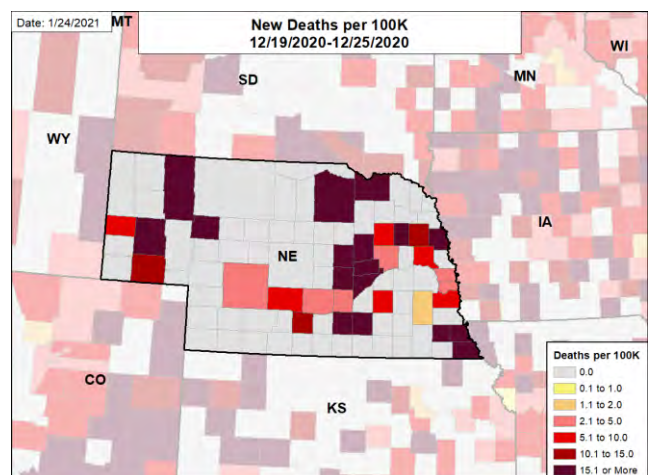 Date: 1/24/2021
New Deaths per 100K
12/19/2020-12/25/2020
MT
WI
SD
MN
WY
IA
NE
CO
KS
Deaths per 100K
0.0
0.1 to 1.0
1.1 to 2.0
2.1 to 5.0
5.1 to 10.0
10.1 to 15.0
15.1 or More